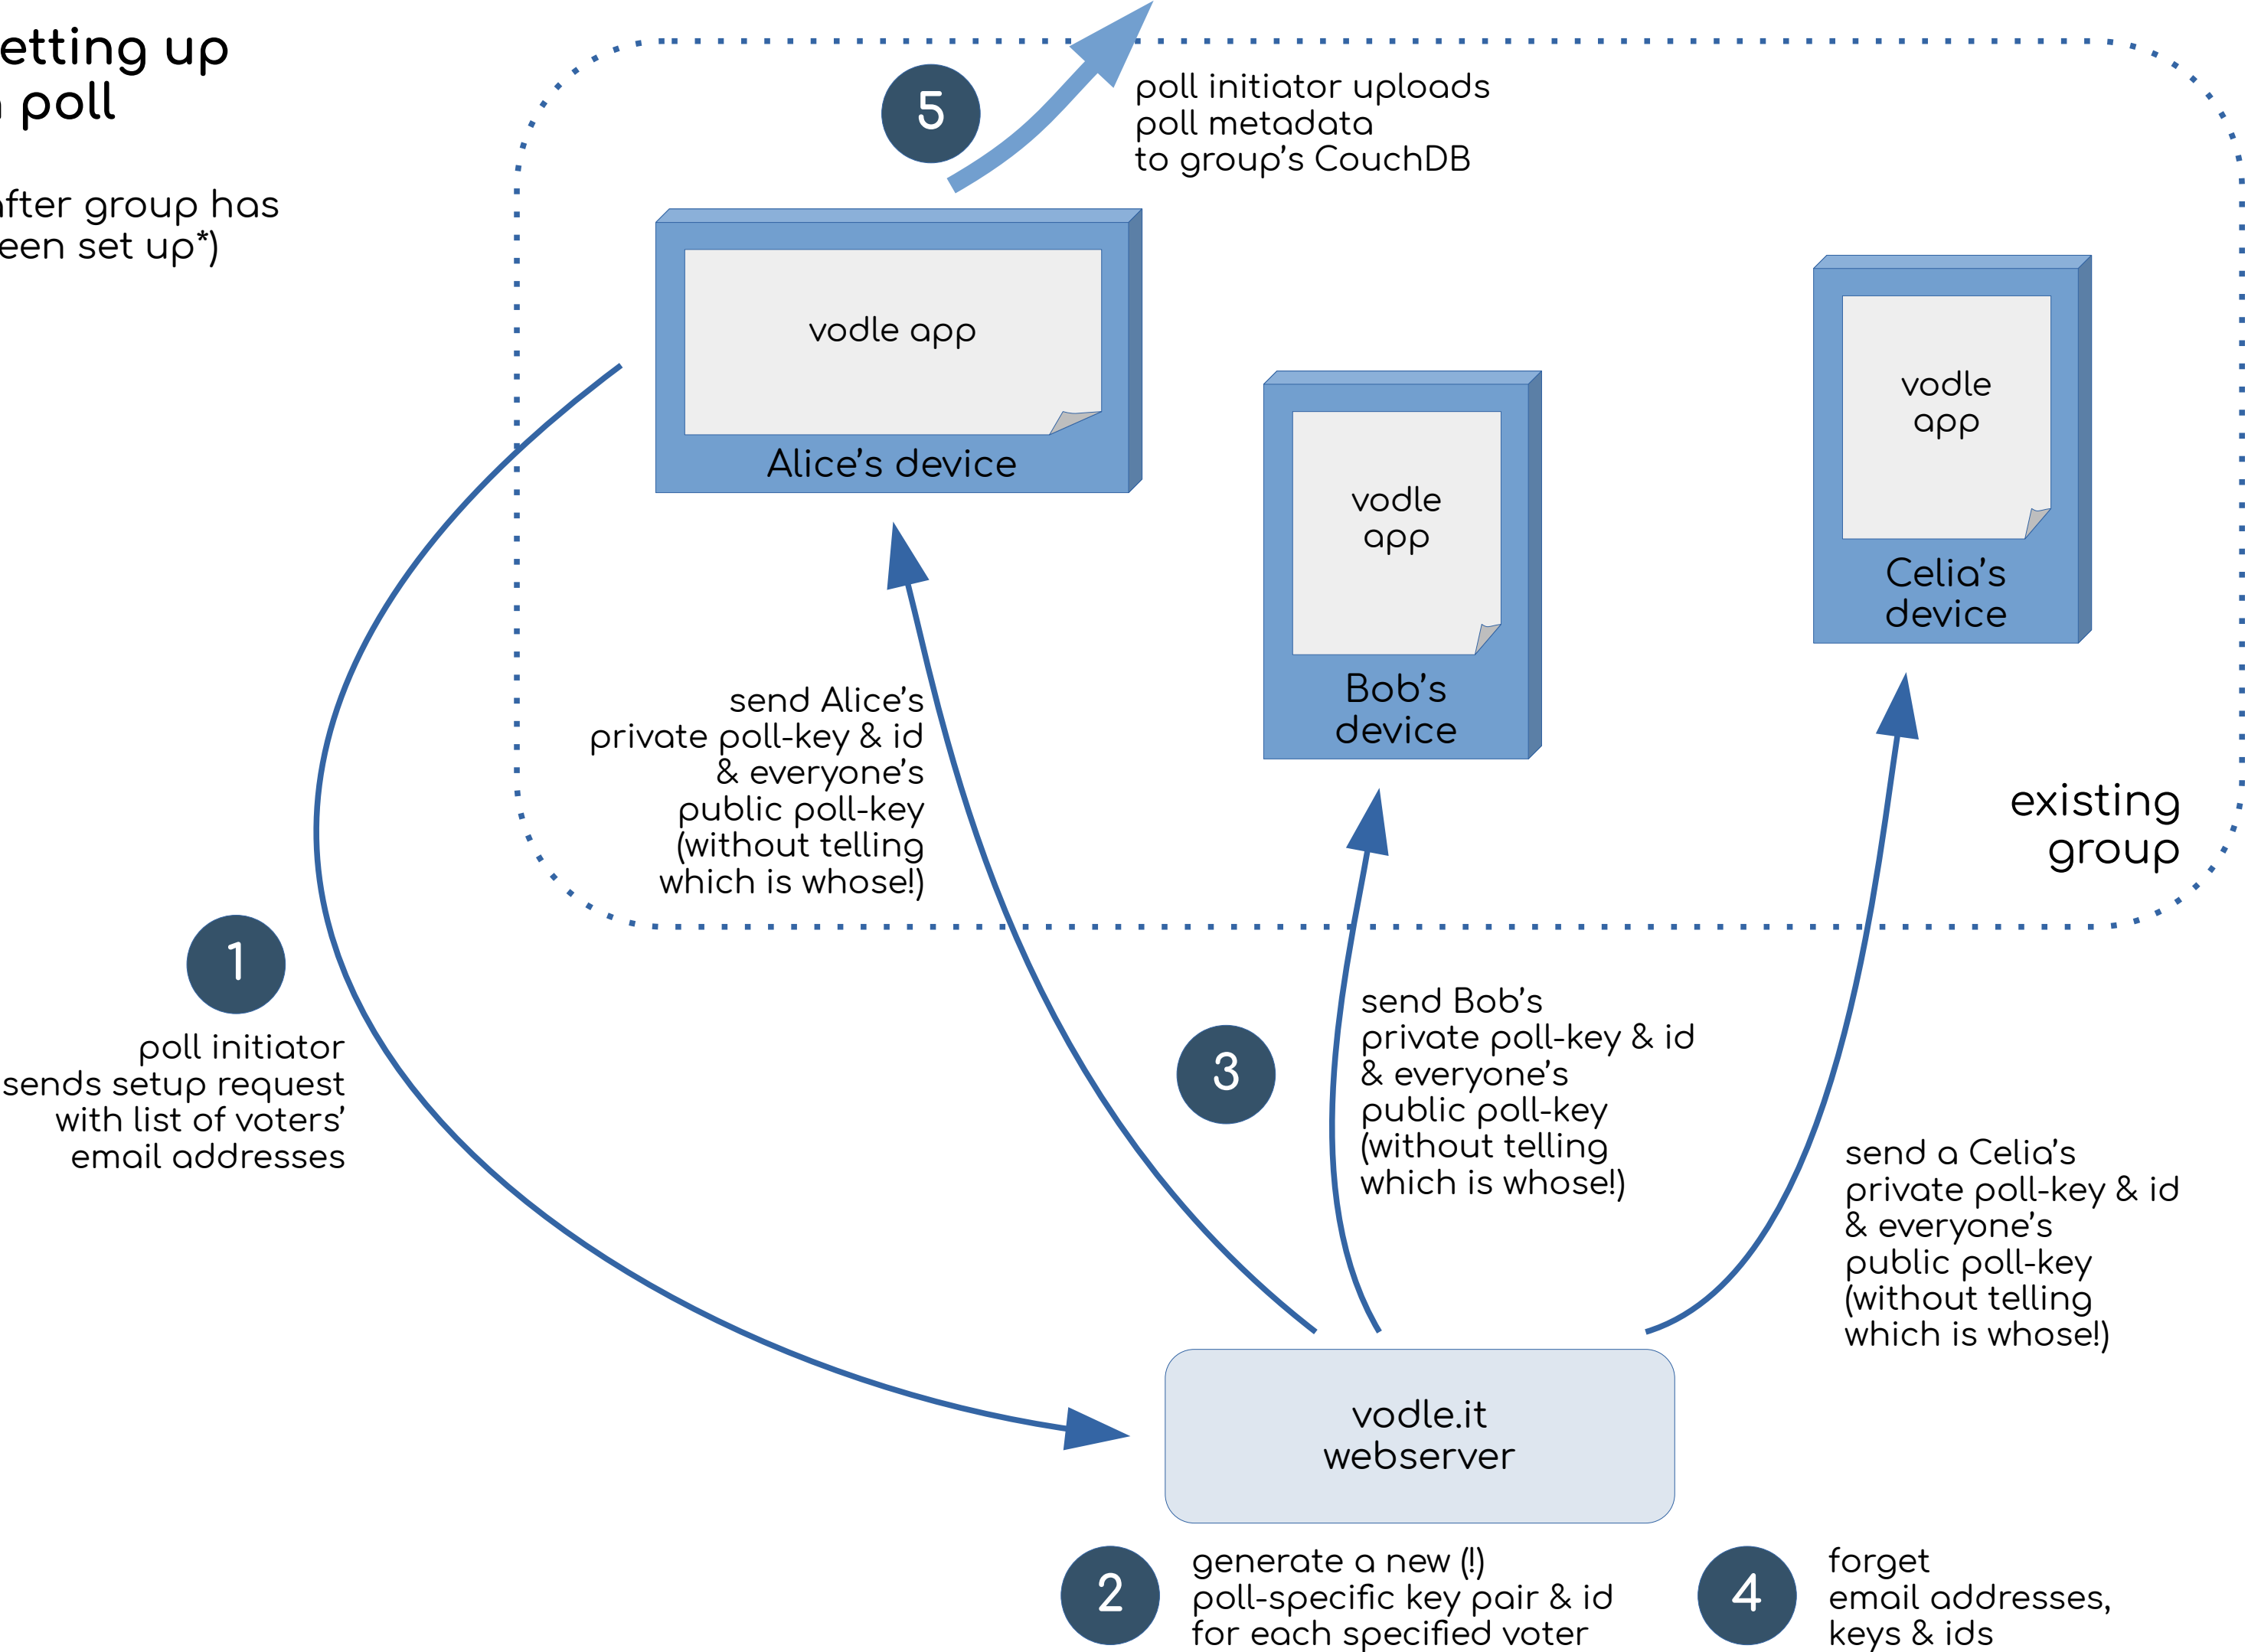 etting up
poll
fter group has
een set up*)
5
poll initiator uploads
poll metadata
to group's CouchDB
vodle app
Alice's device
vodle
app
Bob's
device
vodle
app
Celia's
device
existing
group
send Alice's
private poll-key & id
& everyone's
public poll-key
(without telling
which is whose!)
1
poll initiator
sends setup request
with list of voters'
email addresses
3
send Bob's
private poll-key & id
& everyone's
public poll-key
(without telling
which is whose!)
send a Celia's
private poll-key & id
& everyone's
public poll-key
(without telling
which is whose!)
vodle.it
webserver
2
generate a new (!)
poll-specific key pair & id
for each specified voter
4
forget
email addresses,
keys & ids